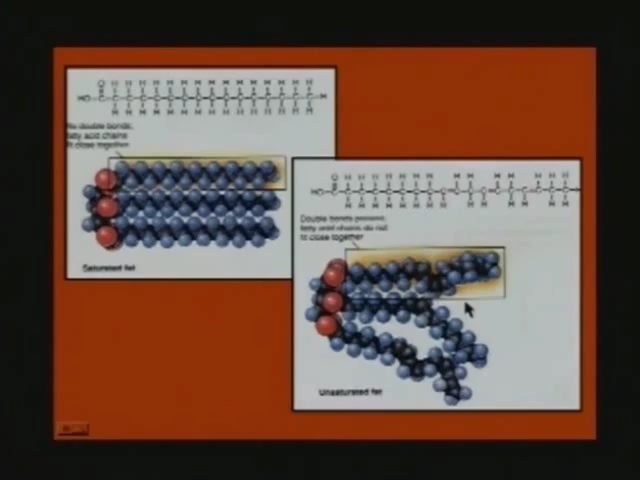 No double bonds;
fatty acid chains
fit close together
Saturated fat
Double bonds present;
fatty acid chains do not
fit close together
Unsaturated fat